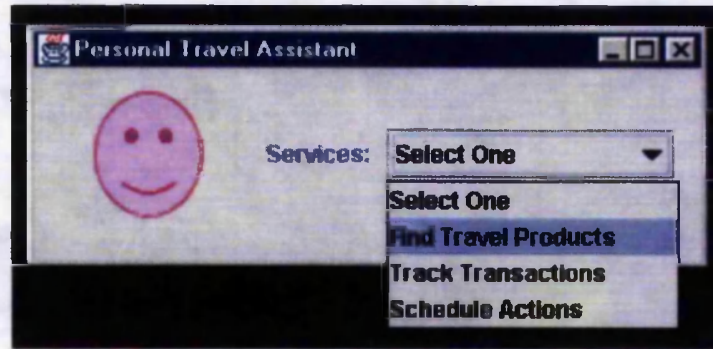 Personal Travel Assistant
Services: Select One
Select One
Find Travel Products
Track Transactions
Schedule Actions